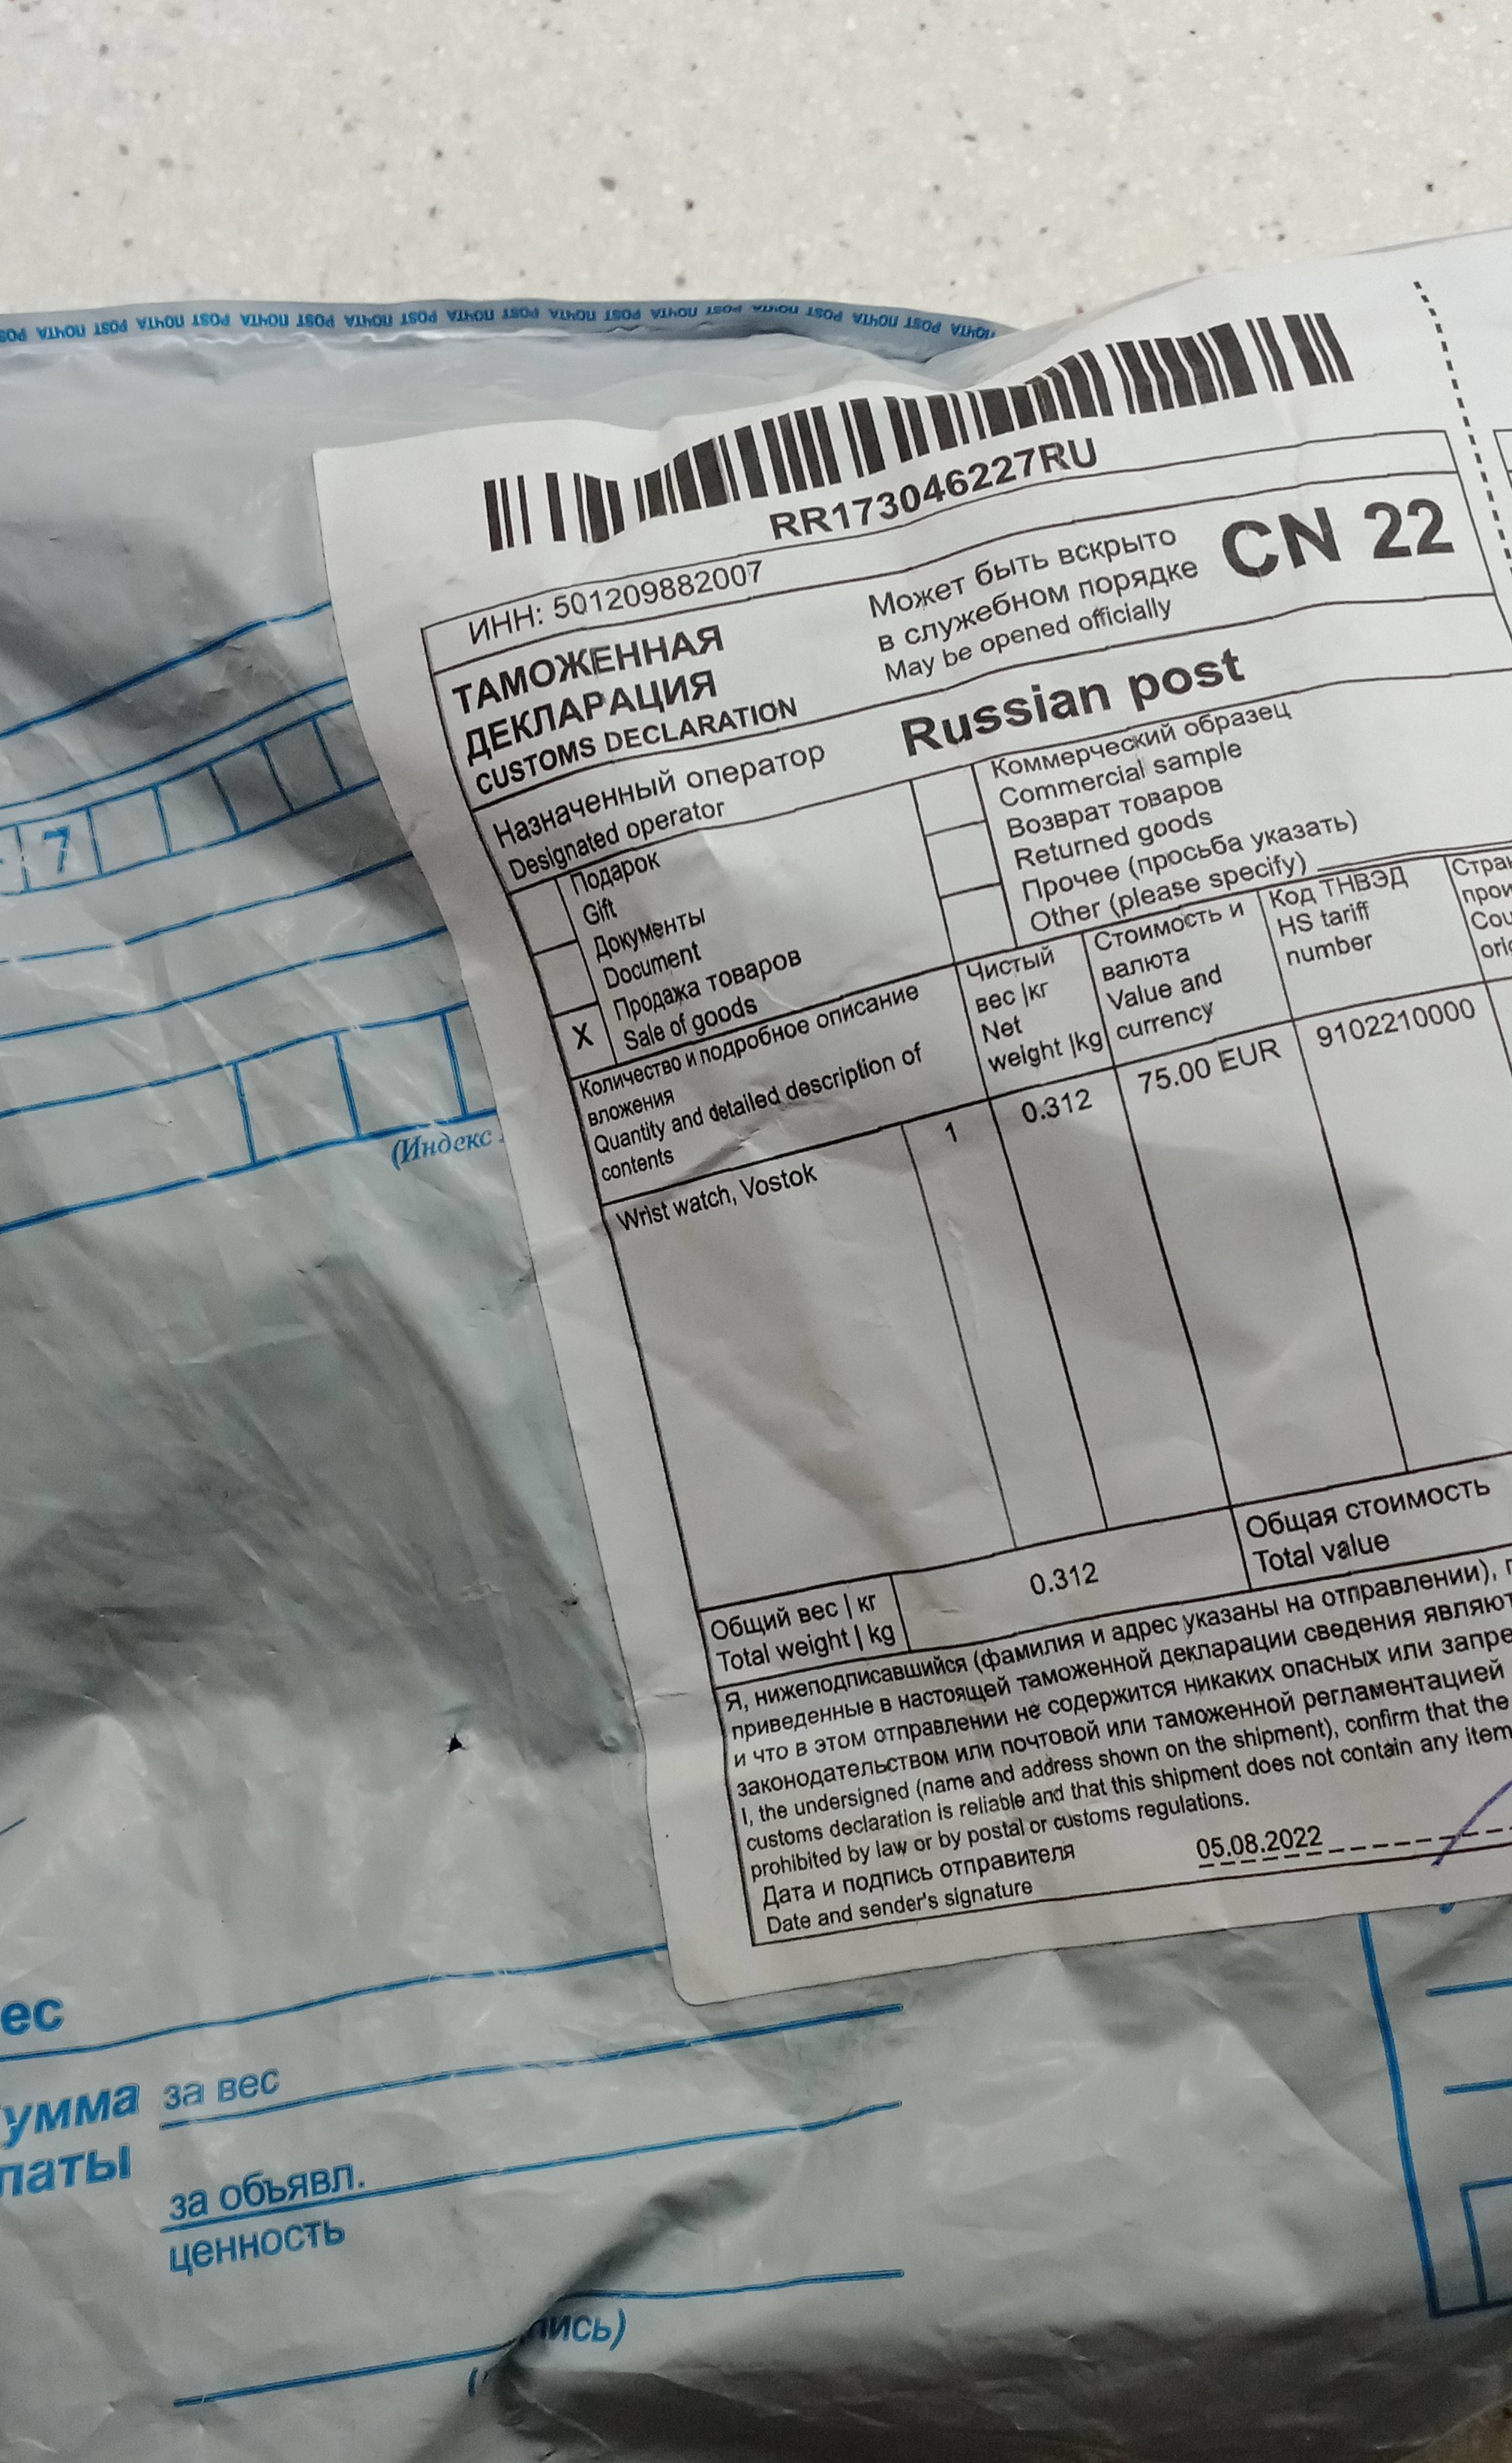 POST ПОЧТА POST ПОЧТА POST ПОЧТА POST ПОЧТА POST ПОЧТА POST ПОЧТА POST ПОЧТА POST ПОЧТА POST ПОЧТА
RR173046227RU
ИНН: 501209882007
ТАМОЖЕННАЯ
ДЕКЛАРАЦИЯ
CUSTOMS DECLARATION
Может быть вскрыто
в служебном порядке
May be opened officially
CN 22
Назначенный оператор
Designated operator
Russian post
Подарок
Gift
Документы
Document
X
Продажа товаров
Sale of goods
Коммерческий образец
Commercial sample
Возврат товаров
Returned goods
Прочее (просьба указать)
Other (please specify)
Количество и подробное описание
вложения
Quantity and detailed description of
contents
Чистый
вес |кг
Net
weight |kg
Стоимость и
валюта
Value and
currency
Код ТНВЭД
HS tariff
number
Wrist watch, Vostok
1
0.312
75.00 EUR
9102210000
Общий вес | кг
Total weight | kg
0.312
Общая стоимость
Total value
Я, нижеподписавшийся (фамилия и адрес указаны на отправлении),
приведенные в настоящей таможенной декларации сведения
и что в этом отправлении не содержится никаких опасных или
законодательством или почтовой или таможенной регламентацией
I, the undersigned (name and address shown on the shipment), confirm that the
customs declaration is reliable and that this shipment does not contain any
prohibited by law or by postal or customs regulations.
Дата и подпись отправителя
Date and sender's signature
05.08.2022
7
(Индекс
за вес
за объявл.
ценность